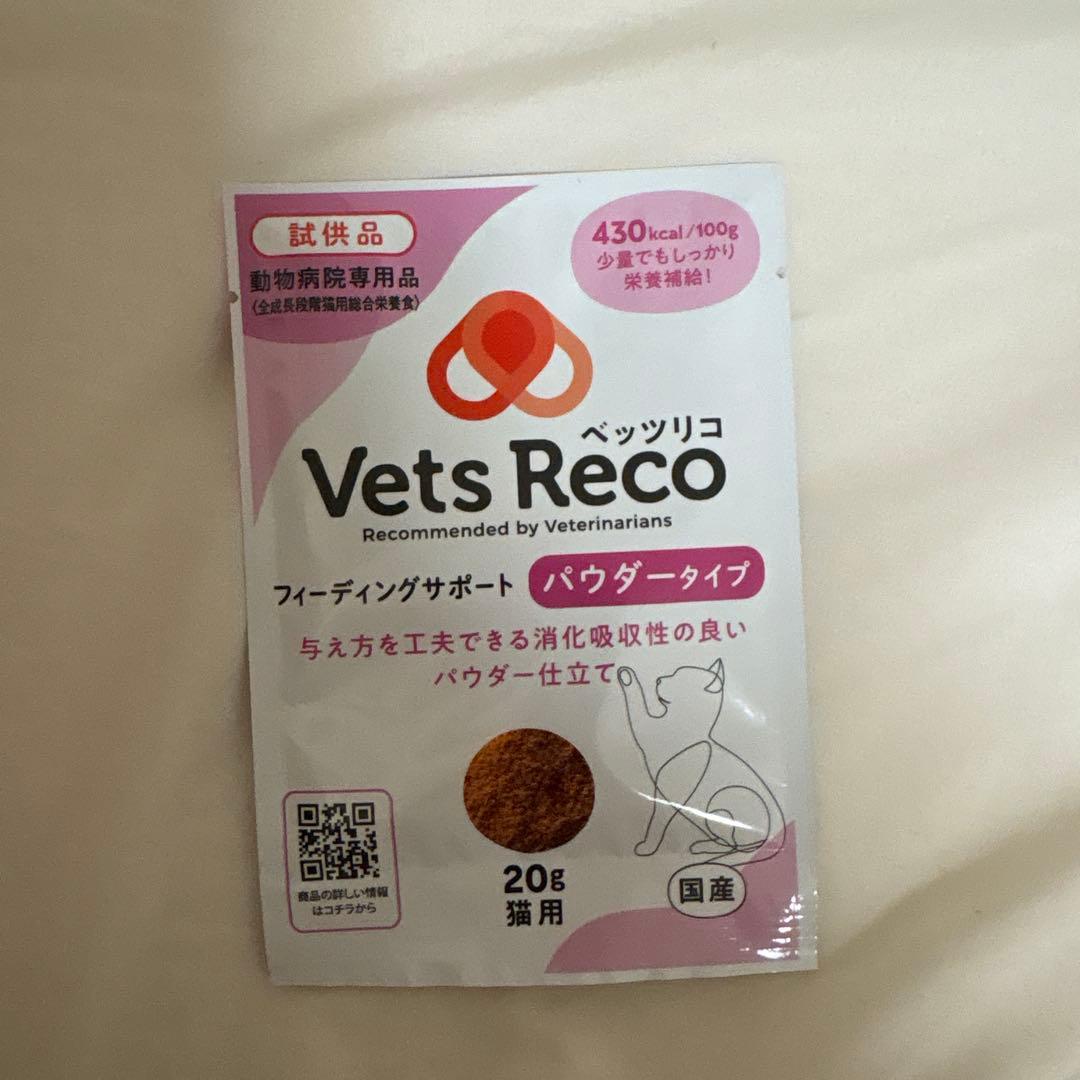 試供品
動物病院専用品
〈全成長段階猫用総合栄養食〉
430kcal/100g
少量でもしっかり
栄養補給!
ベッツリコ
Vets Reco
Recommended by Veterinarians
フィーディングサポート パウダータイプ
与え方を工夫できる消化吸収性の良い
パウダー仕立て
商品の詳しい情報
はコチラから
20g
猫用
国産